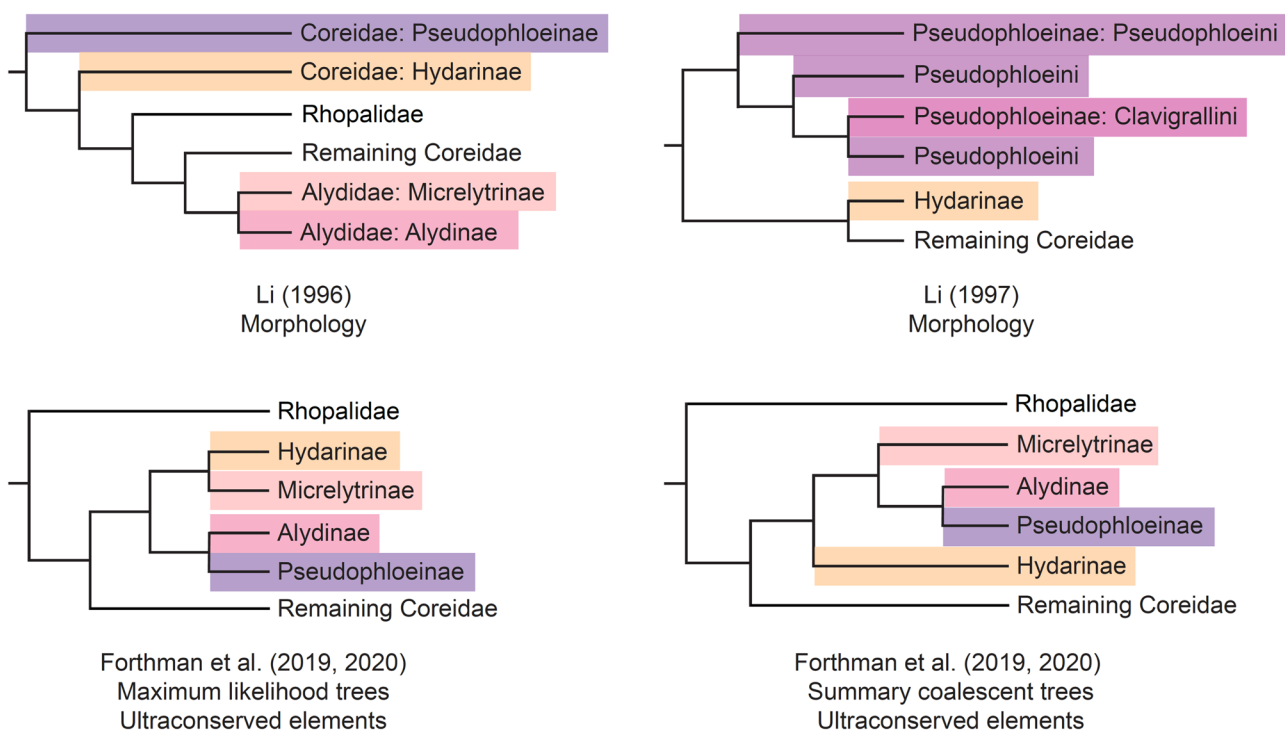 Coreidae: Pseudophloeinae
Coreidae: Hydarinae
Rhopalidae
Remaining Coreidae
Alydidae: Micrelytrinae
Alydidae: Alydinae
Li (1996)
Morphology
Pseudophloeinae: Pseudophloeini
Pseudophloeini
Pseudophloeinae: Clavigrallini
Pseudophloeini
Hydarinae
Remaining Coreidae
Li (1997)
Morphology
Rhopalidae
Hydarinae
Micrelytrinae
Alydinae
Pseudophloeinae
Remaining Coreidae
Forthman et al. (2019, 2020)
Maximum likelihood trees
Ultraconserved elements
Rhopalidae
Micrelytrinae
Alydinae
Pseudophloeinae
Hydarinae
Remaining Coreidae
Forthman et al. (2019, 2020)
Summary coalescent trees
Ultraconserved elements